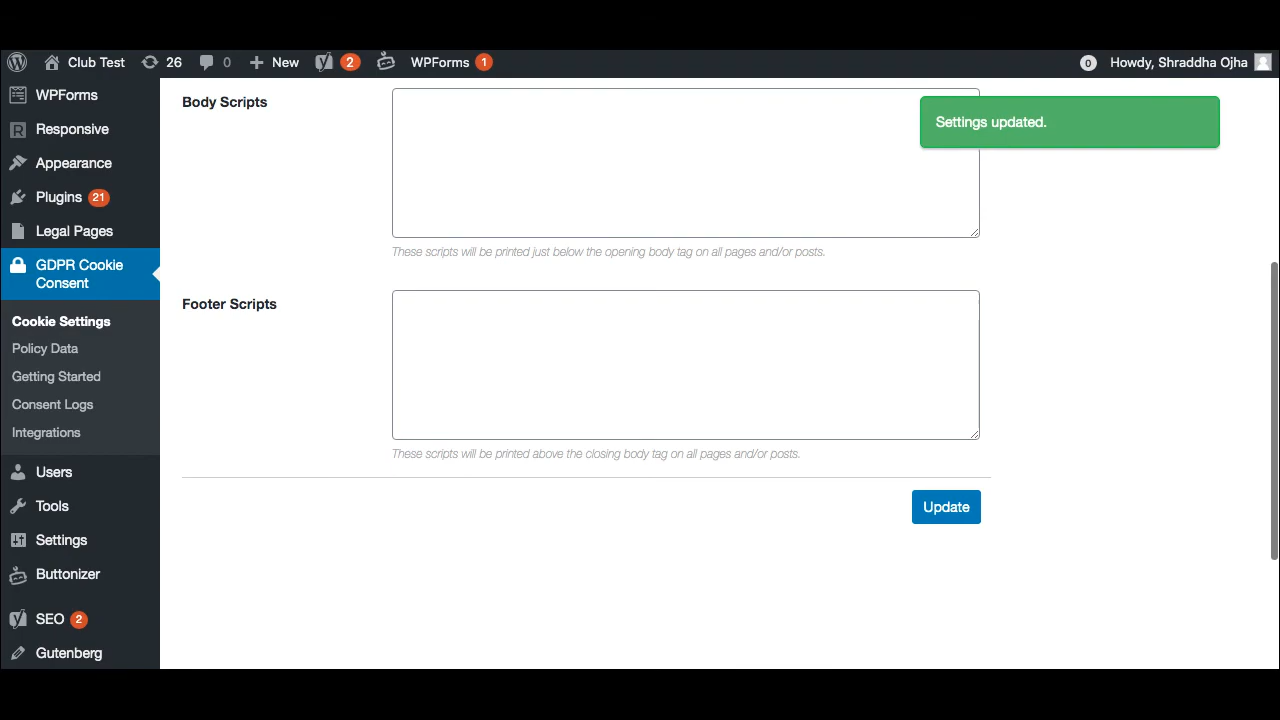 Club Test 26 0 New 2 WPForms 1 0 Howdy, Shraddha Ojha
WPForms
Responsive
Appearance
Plugins 21
Legal Pages
GDPR Cookie
Consent
Cookie Settings
Policy Data
Getting Started
Consent Logs
Integrations
Users
Tools
Settings
Buttonizer
SEO 2
Gutenberg
Body Scripts
These scripts will be printed just below the opening body tag on all pages and/or posts.
Footer Scripts
These scripts will be printed above the closing body tag on all pages and/or posts.
Update
Settings updated.